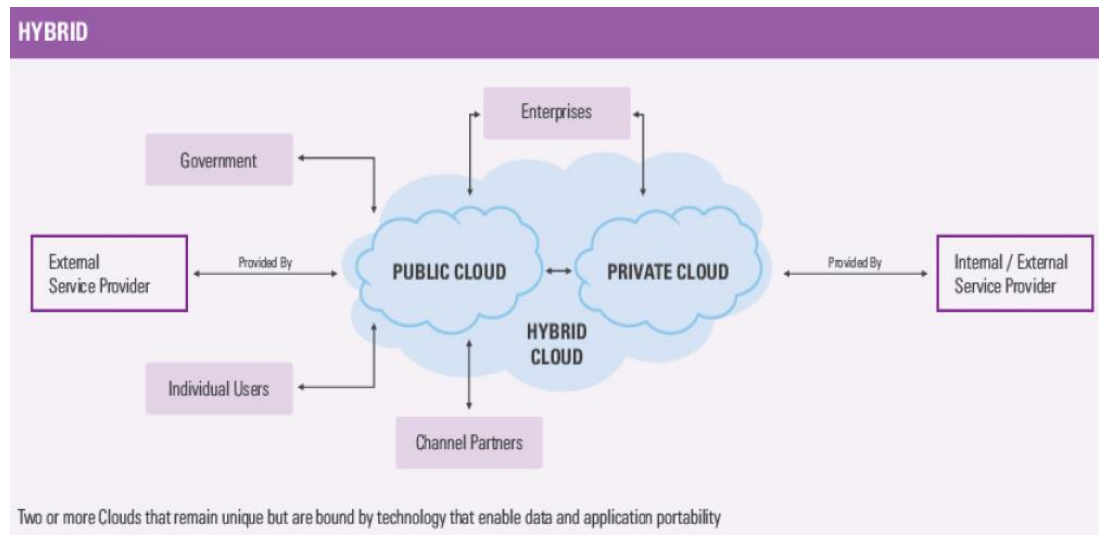 HYBRID
Enterprises
Government
External
Service Provider
Provided By
PUBLIC CLOUD
PRIVATE CLOUD
Provided By
Internal / External
Service Provider
HYBRID
CLOUD
Individual Users
Channel Partners
Two or more Clouds that remain unique but are bound by technology that enable data and application portability